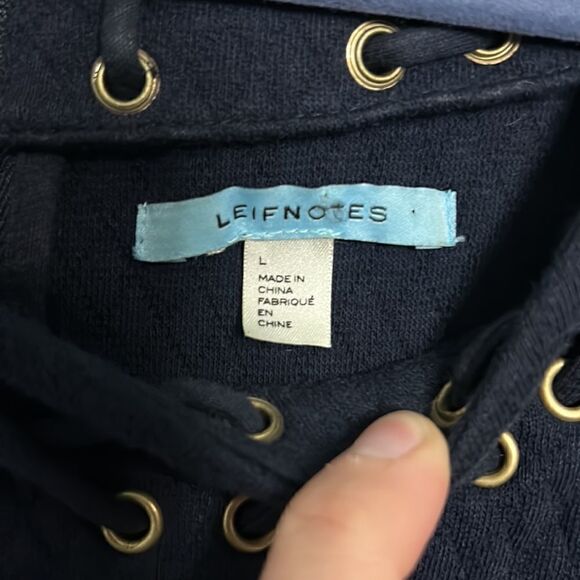 LEIFNOTES
L
MADE IN
CHINA
FABRIQUÉ
EN
CHINE